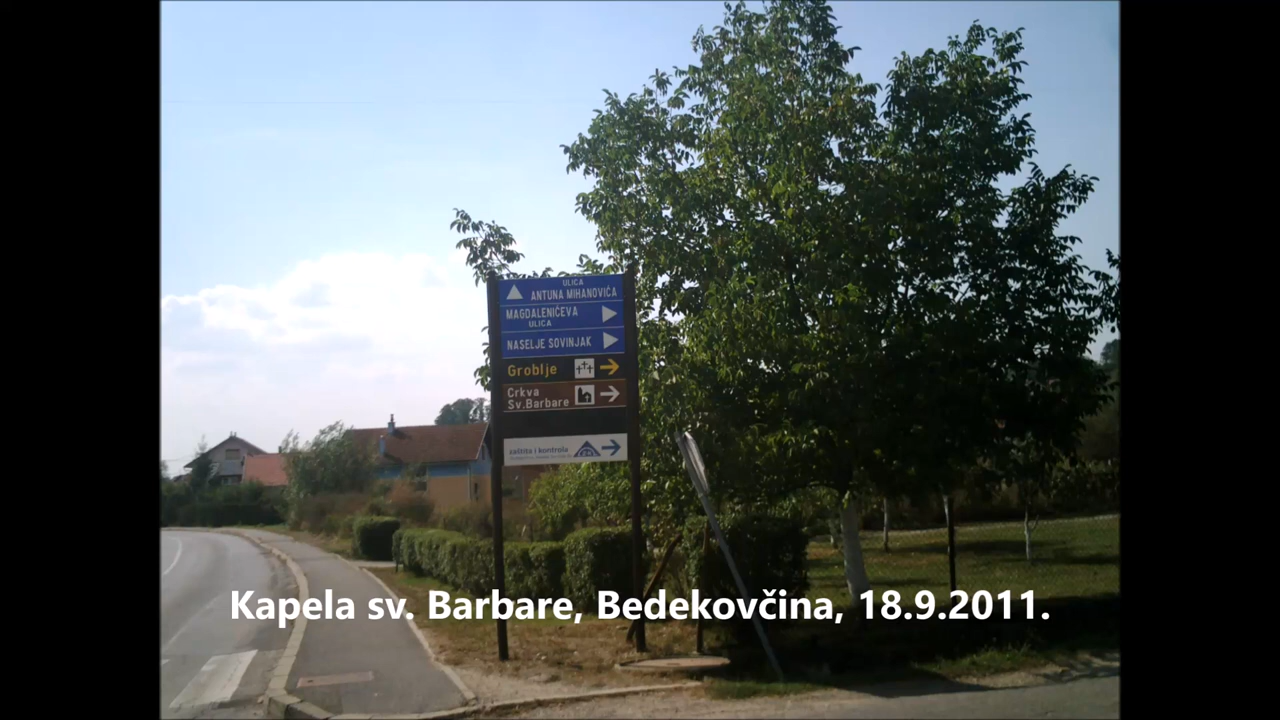 ULICA
ANTUNA MIHANOVIĆA
MAGDALENIĆEVA
ULICA
NASELJE SOVINJAK
Groblje
Crkva
Sv.Barbare
zaštita i kontrola
Kapela sv. Barbare, Bedekovčina, 18.9.2011.